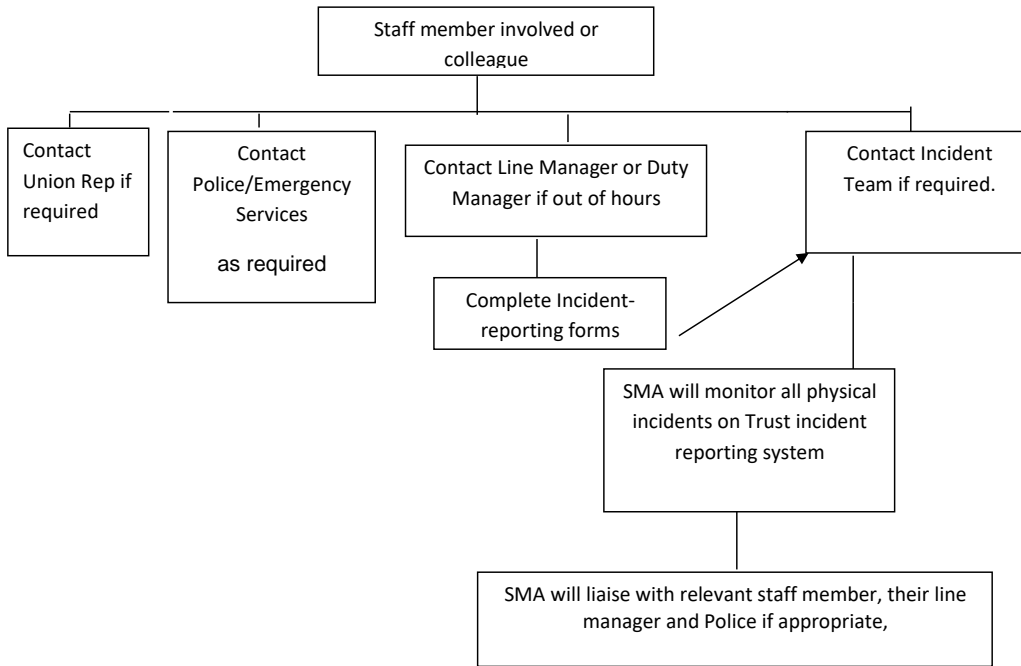 Staff member involved or
colleague
Contact
Union Rep if
required
Contact
Police/Emergency
Services
as required
Contact Line Manager or Duty
Manager if out of hours
Contact Incident
Team if required.
Complete Incident-
reporting forms
SMA will monitor all physical
incidents on Trust incident
reporting system
SMA will liaise with relevant staff member, their line
manager and Police if appropriate,